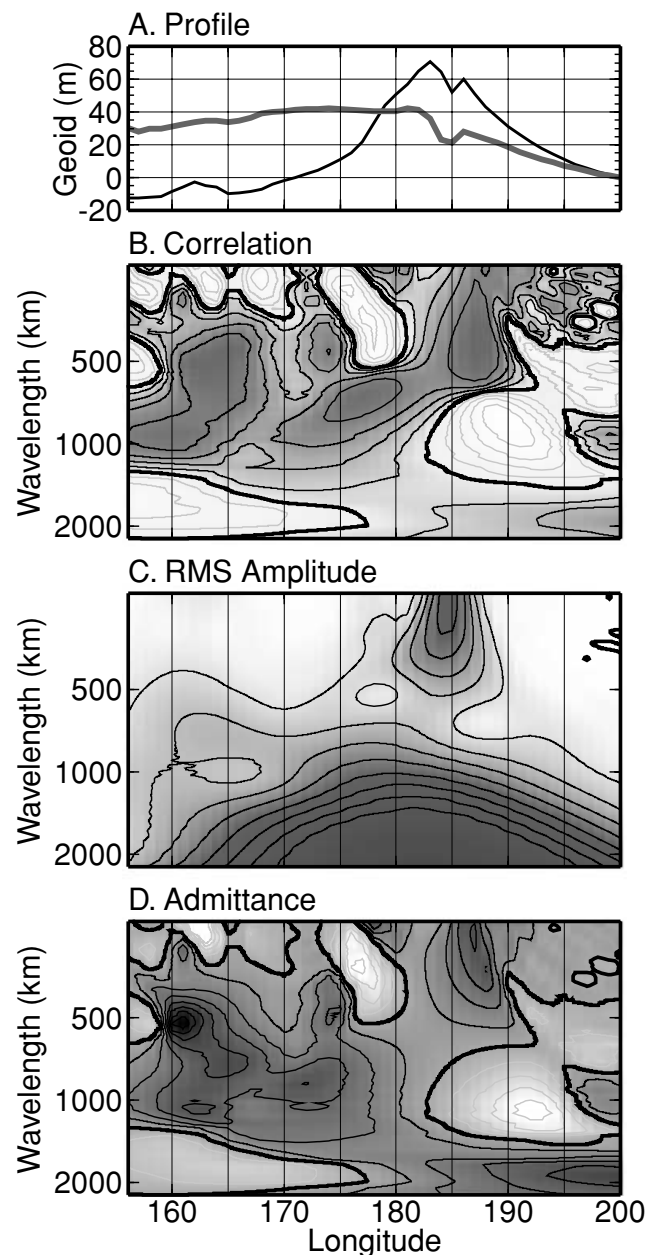 A. Profile
80
60
40
20
0
-20
Geoid (m)
B. Correlation
500
1000
2000
Wavelength (km)
C. RMS Amplitude
500
1000
2000
Wavelength (km)
D. Admittance
500
1000
2000
Wavelength (km)
160 170 180 190 200
Longitude